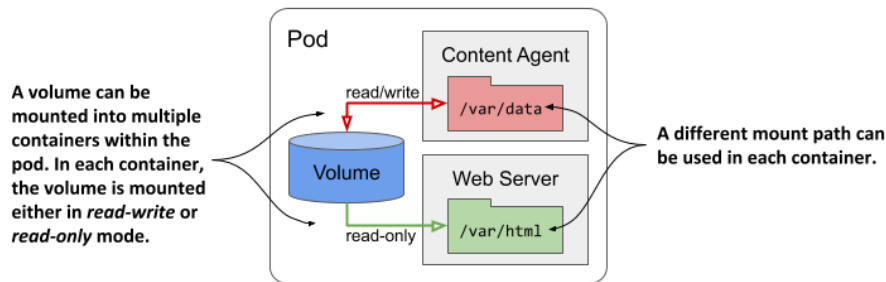 Pod
Content Agent
read/write
/var/data
A volume can be
mounted into multiple
containers within the
pod. In each container,
the volume is mounted
either in read-write or
read-only mode.
Volume
A different mount path can
be used in each container.
Web Server
/var/html
read-only